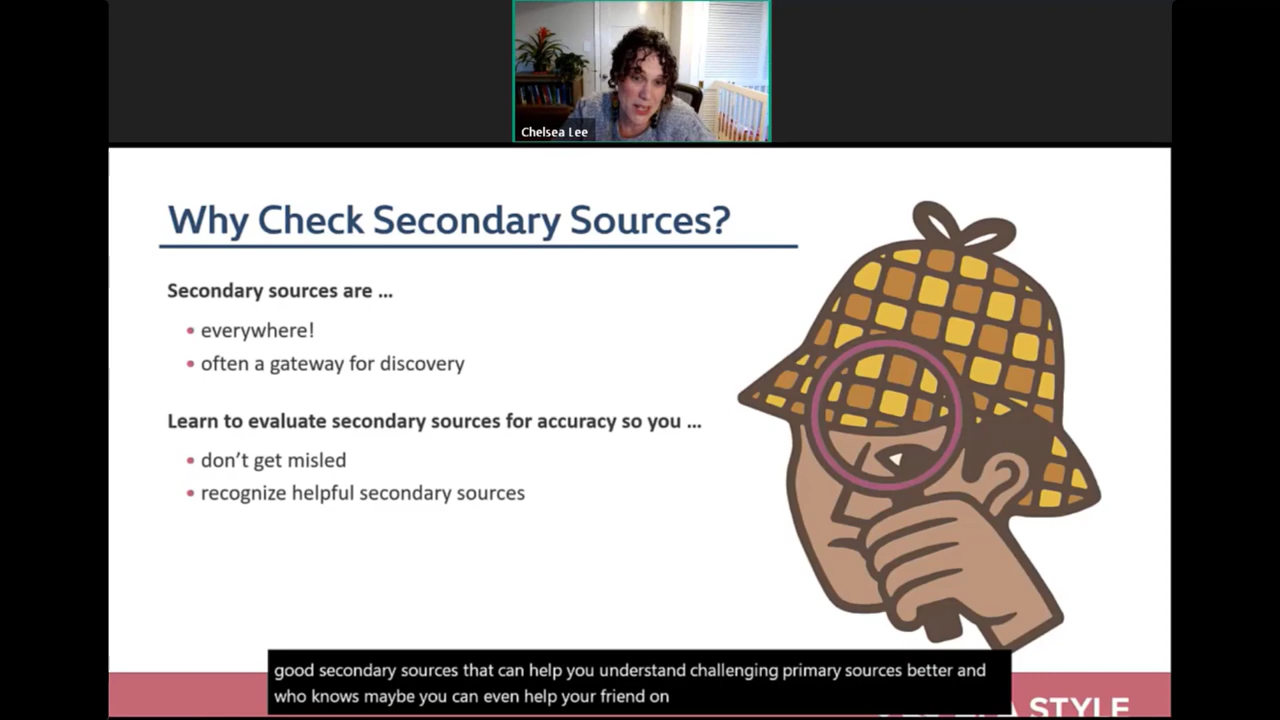 Chelsea Lee
Why Check Secondary Sources?
Secondary sources are ...
• everywhere!
• often a gateway for discovery
Learn to evaluate secondary sources for accuracy so you ...
• don't get misled
• recognize helpful secondary sources
good secondary sources that can help you understand challenging primary sources better and
who knows maybe you can even help your friend on
STYLE